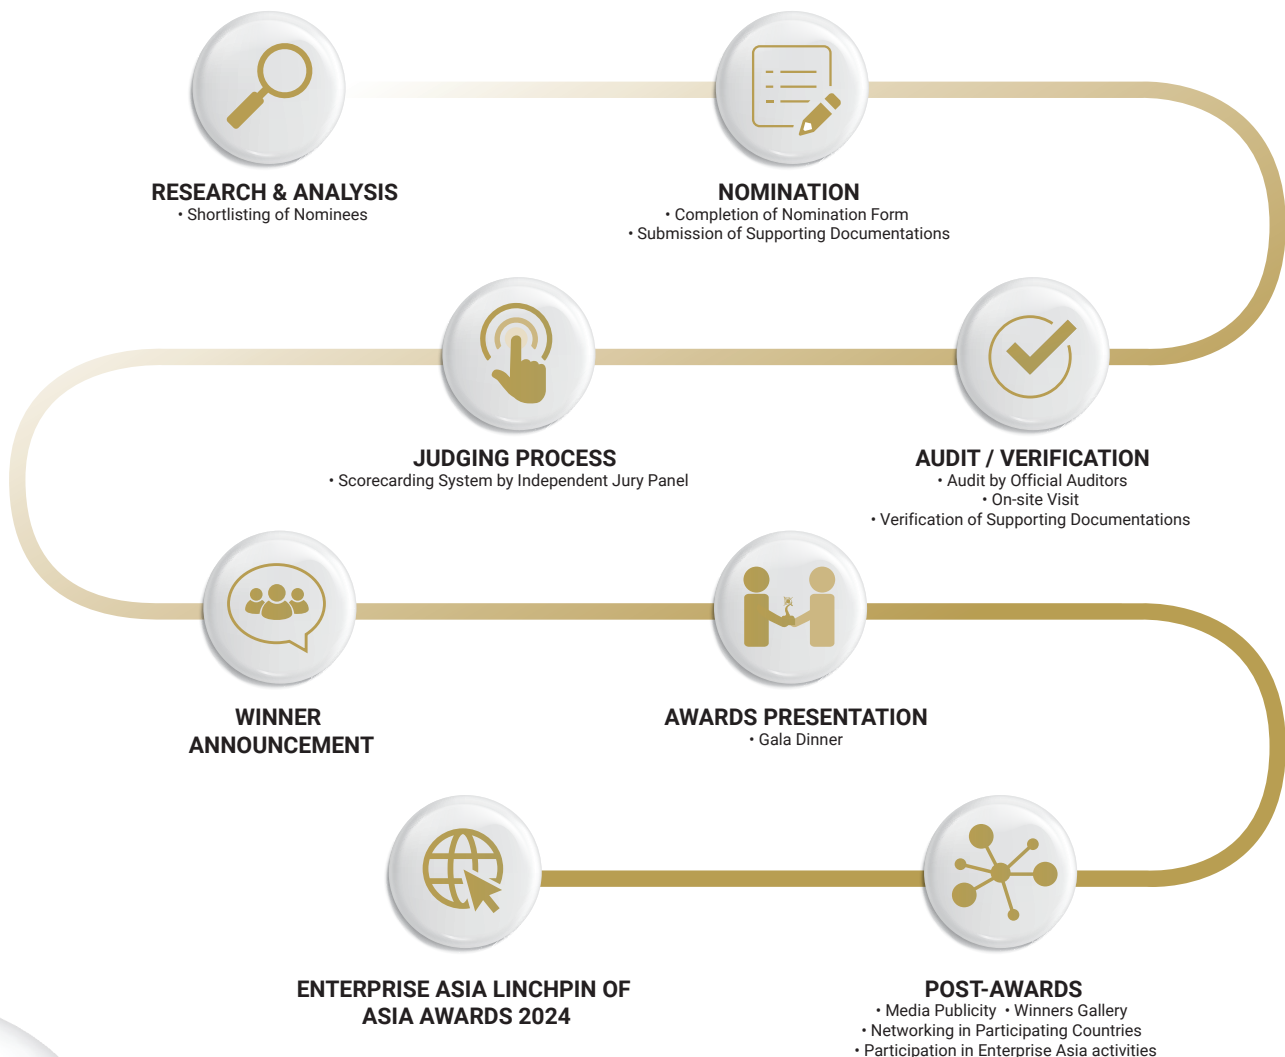 RESEARCH & ANALYSIS
• Shortlisting of Nominees
NOMINATION
• Completion of Nomination Form
• Submission of Supporting Documentations
JUDGING PROCESS
• Scorecarding System by Independent Jury Panel
AUDIT / VERIFICATION
• Audit by Official Auditors
• On-site Visit
• Verification of Supporting Documentations
WINNER
ANNOUNCEMENT
AWARDS PRESENTATION
• Gala Dinner
ENTERPRISE ASIA LINCHPIN OF
ASIA AWARDS 2024
POST-AWARDS
• Media Publicity • Winners Gallery
• Networking in Participating Countries
• Participation in Enterprise Asia activities